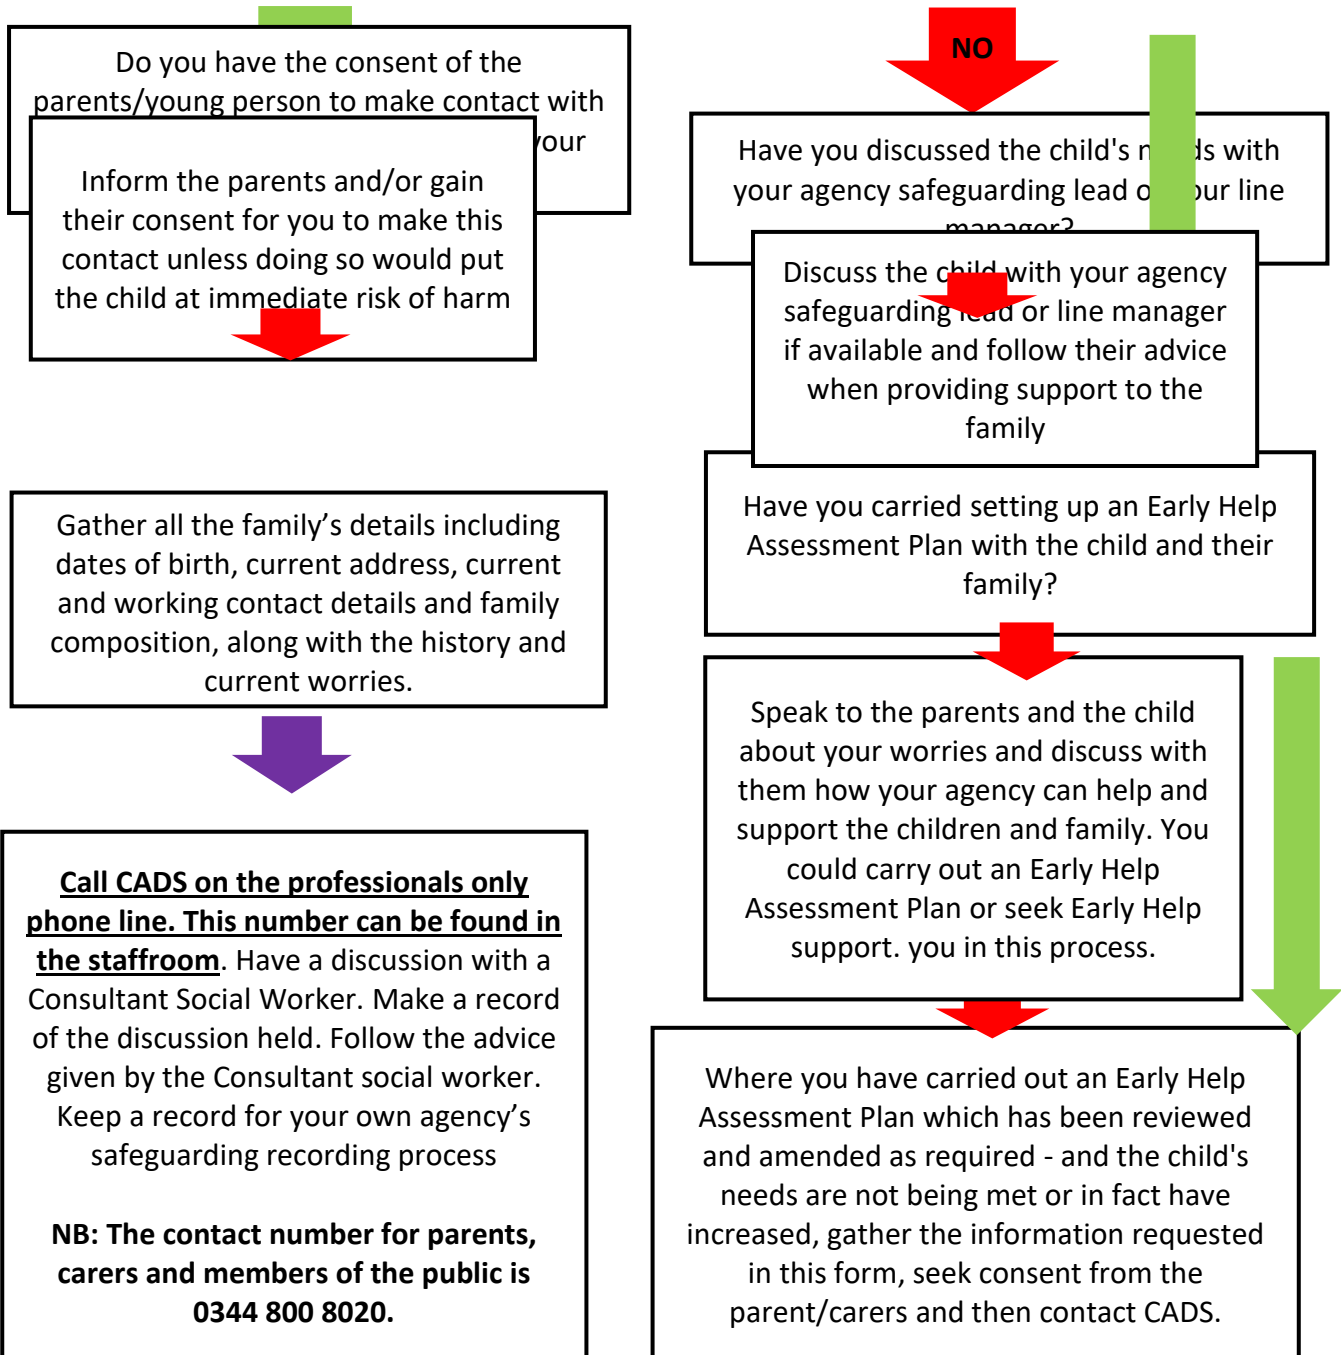 Do you have the consent of the
parents/young person to make contact with
your
Inform the parents and/or gain
their consent for you to make this
contact unless doing so would put
the child at immediate risk of harm
Gather all the family’s details including
dates of birth, current address, current
and working contact details and family
composition, along with the history and
current worries.
Call CADS on the professionals only
phone line. This number can be found in
the staffroom. Have a discussion with a
Consultant Social Worker. Make a record
of the discussion held. Follow the advice
given by the Consultant social worker.
Keep a record for your own agency’s
safeguarding recording process
NB: The contact number for parents,
carers and members of the public is
0344 800 8020.
NO
Have you discussed the child's needs with
your agency safeguarding lead or your line
manager?
Discuss the child with your agency
safeguarding lead or line manager
if available and follow their advice
when providing support to the
family
Have you carried setting up an Early Help
Assessment Plan with the child and their
family?
Speak to the parents and the child
about your worries and discuss with
them how your agency can help and
support the children and family. You
could carry out an Early Help
Assessment Plan or seek Early Help
support. you in this process.
Where you have carried out an Early Help
Assessment Plan which has been reviewed
and amended as required - and the child's
needs are not being met or in fact have
increased, gather the information requested
in this form, seek consent from the
parent/carers and then contact CADS.